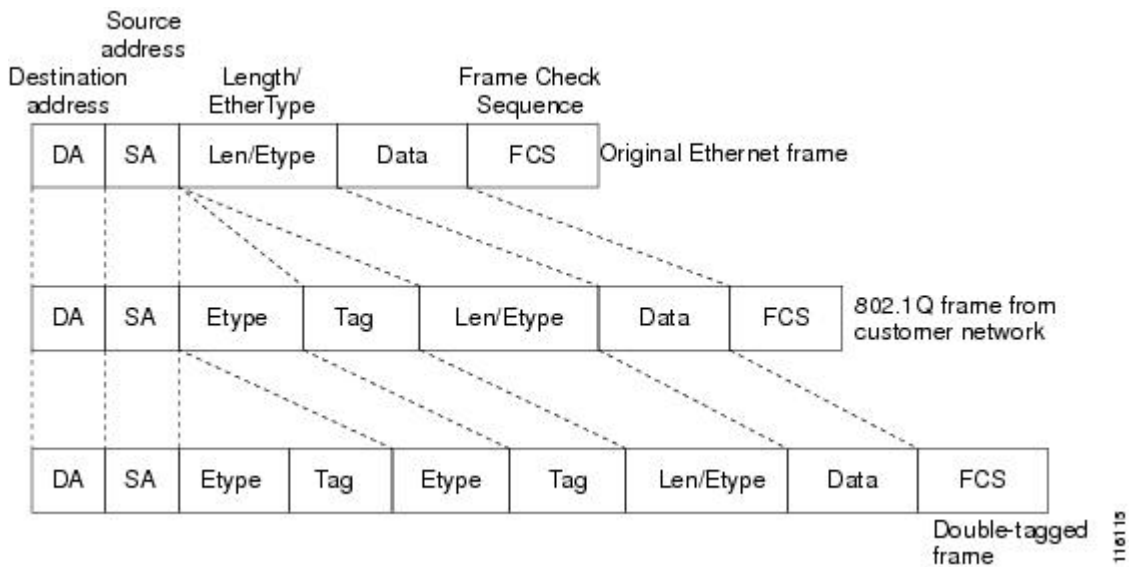 Source
address
Destination
address
Length/
EtherType
Frame Check
Sequence
DA SA Len/Etype Data FCS Original Ethernet frame
DA SA Etype Tag Len/Etype Data FCS 802.1Q frame from
customer network
DA SA Etype Tag Etype Tag Len/Etype Data FCS
Double-tagged
frame
116115